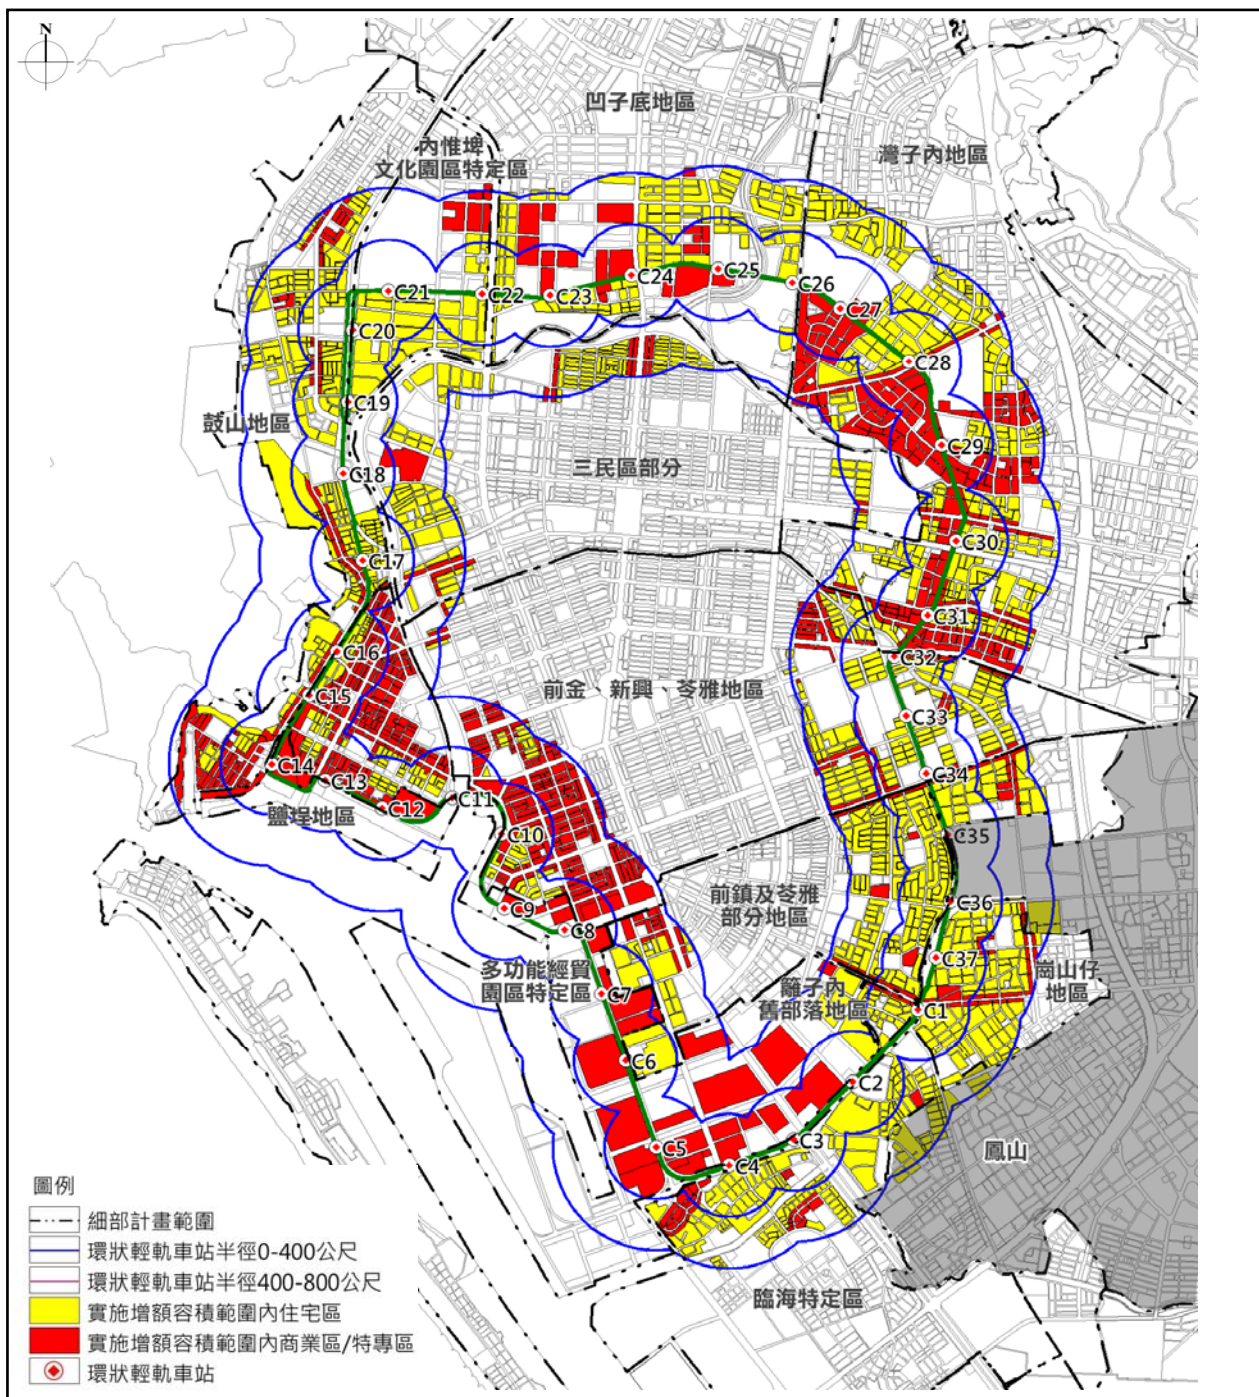 N
凹子底地區
內惟埤
文化園區特定區
灣子內地區
C24
C25
C26
C21
C22
C23
C27
C20
C28
C19
鼓山地區
C29
三民區部分
C18
C30
C17
C31
C16
C32
前金、新興、苓雅地區
C15
C33
C14
C34
C13
C11
C12
鹽埕地區
C10
C35
前鎮及苓雅
部分地區
C9
C36
C8
C37
多功能經貿
園區特定區
C7
籬子內
舊部落地區
崗山仔
地區
C1
C6
C2
C5
C3
C4
鳳山
臨海特定區
圖例
細部計畫範圍
環狀輕軌車站半徑0-400公尺
環狀輕軌車站半徑400-800公尺
實施增額容積範圍內住宅區
實施增額容積範圍內商業區/特專區
環狀輕軌車站